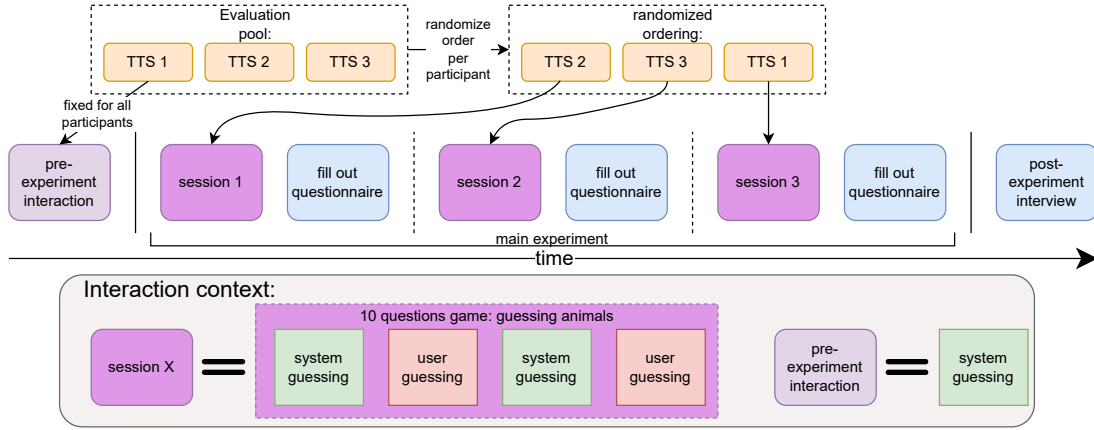 Evaluation
pool:
TTS 1
TTS 2
TTS 3
randomize
order
per
participant
randomized
ordering:
TTS 2
TTS 3
TTS 1
fixed for all
participants
pre-
experiment
interaction
session 1
fill out
questionnaire
session 2
fill out
questionnaire
session 3
fill out
questionnaire
post-
experiment
interview
main experiment
time
Interaction context:
10 questions game: guessing animals
session X
system
guessing
user
guessing
system
guessing
user
guessing
pre-
experiment
interaction
system
guessing